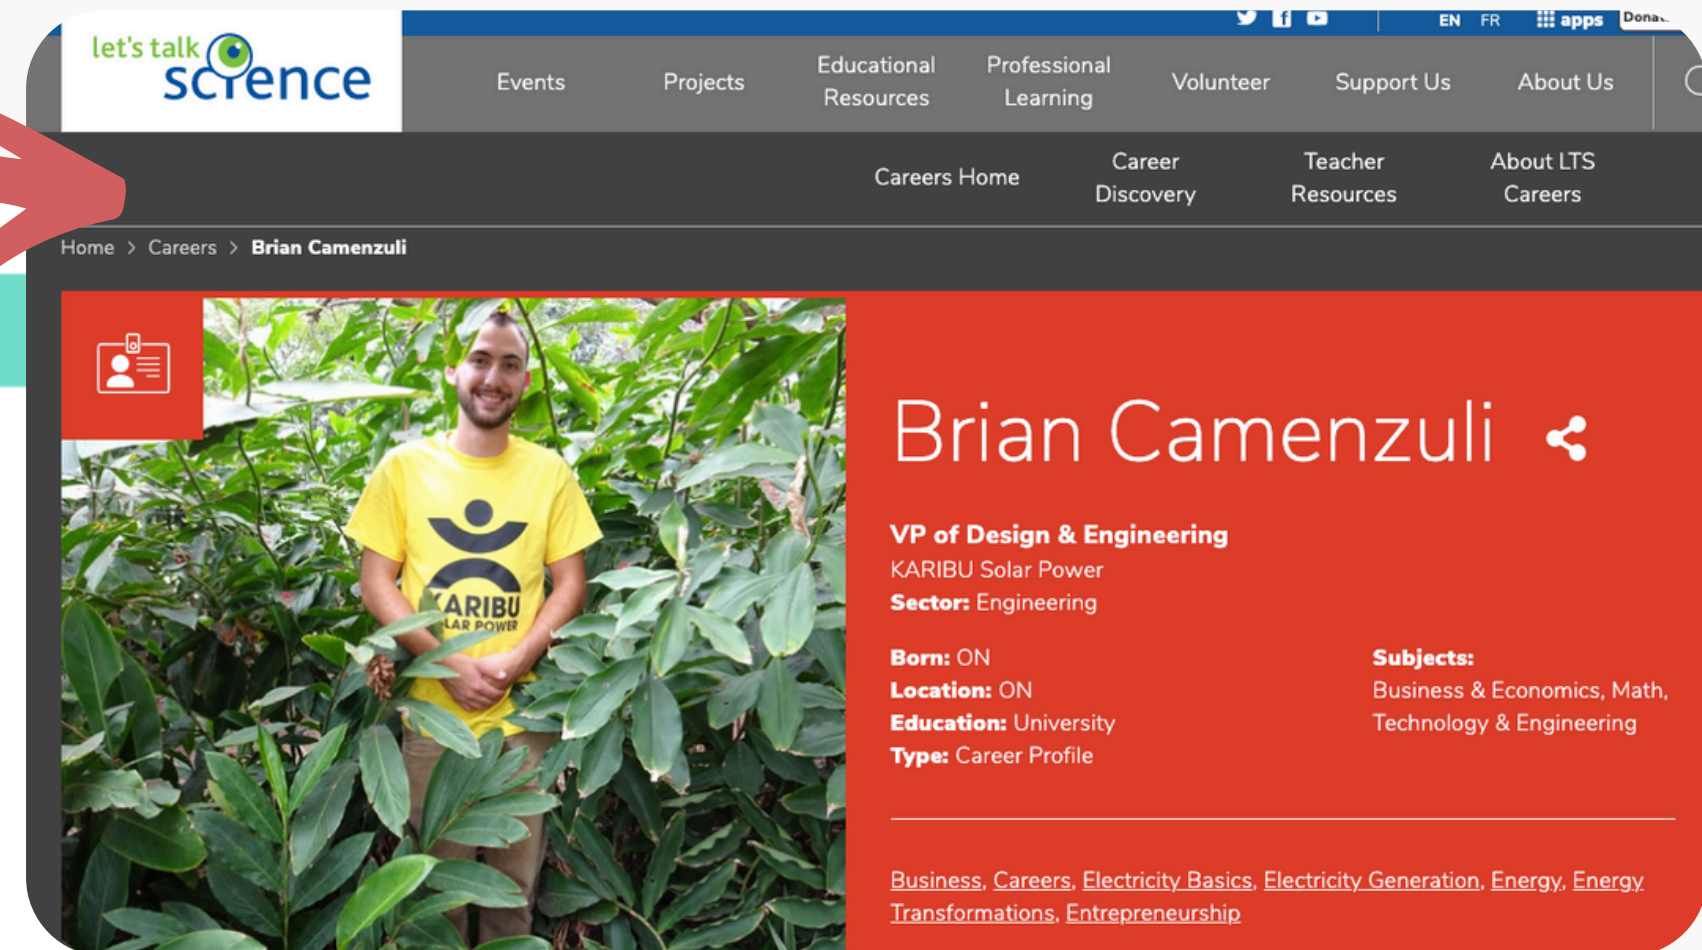 EN FR apps
let's talk
science
Events
Projects
Educational
Resources
Professional
Learning
Volunteer
Support Us
About Us
Careers Home
Career
Discovery
Teacher
Resources
About LTS
Careers
Home > Careers > Brian Camenzuli
KARIBU
LAR POWER
Brian Camenzuli
VP of Design & Engineering
KARIBU Solar Power
Sector: Engineering
Born: ON
Location: ON
Education: University
Type: Career Profile
Subjects:
Business & Economics, Math,
Technology & Engineering
Business, Careers, Electricity Basics, Electricity Generation, Energy, Energy
Transformations, Entrepreneurship